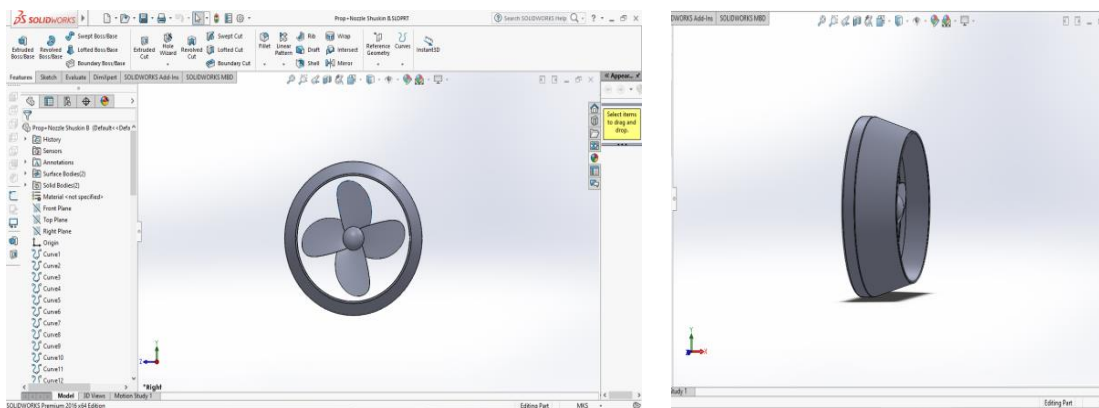 SOLIDWORKS
Prop+Nozzle Shuskin B.SLDPRT
Search SOLIDWORKS Help
Extruded Boss/Base
Revolved Boss/Base
Swept Boss/Base
Lofted Boss/Base
Boundary Boss/Base
Extruded Cut
Hole Wizard
Revolved Cut
Swept Cut
Lofted Cut
Boundary Cut
Fillet
Linear Pattern
Rib
Draft
Shell
Wrap
Intersect
Mirror
Reference Geometry
Curves
Instant3D
Features
Sketch
Evaluate
DimXpert
SOLIDWORKS Add-Ins
SOLIDWORKS MBD
Prop+Nozzle Shuskin B (Default<<Defa
History
Sensors
Annotations
Surface Bodies(2)
Solid Bodies(2)
Material <not specified>
Front Plane
Top Plane
Right Plane
Origin
Curve1
Curve2
Curve3
Curve4
Curve5
Curve6
Curve7
Curve8
Curve9
Curve10
Curve11
Curve12
Y
Z
*Right
Appear...
Select items
to drag and
drop.
Model
3D Views
Motion Study 1
SOLIDWORKS Premium 2016 x64 Edition
Editing Part
MKS
DWORKS Add-Ins
SOLIDWORKS MBD
Y
X
tudy 1
Editing Part